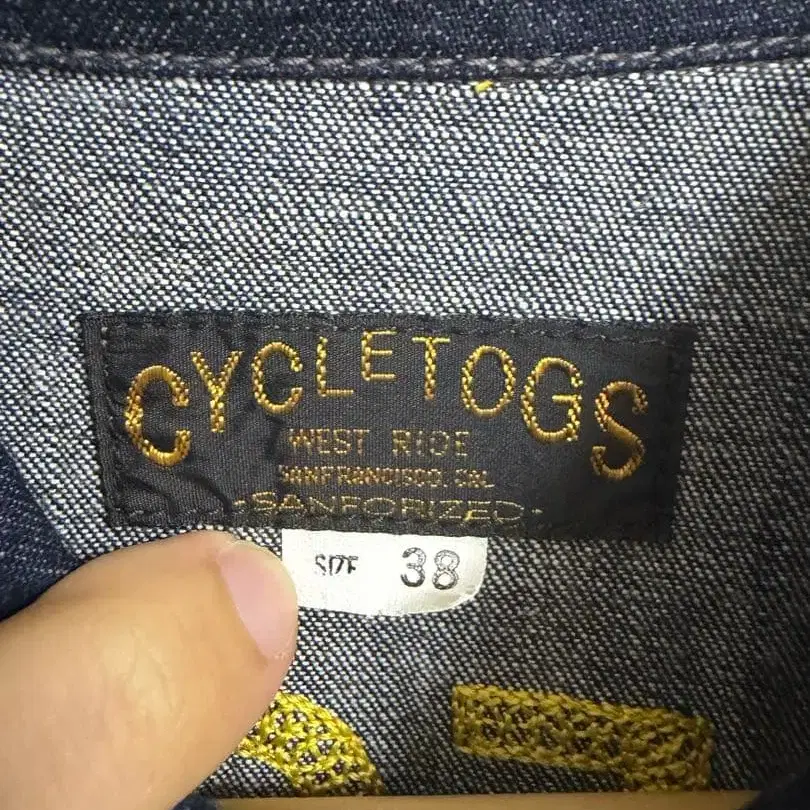 CYCLETOGS
WEST RIDE
SANFRANCISCO. CAL
-SANFORIZED-
SIZE 38